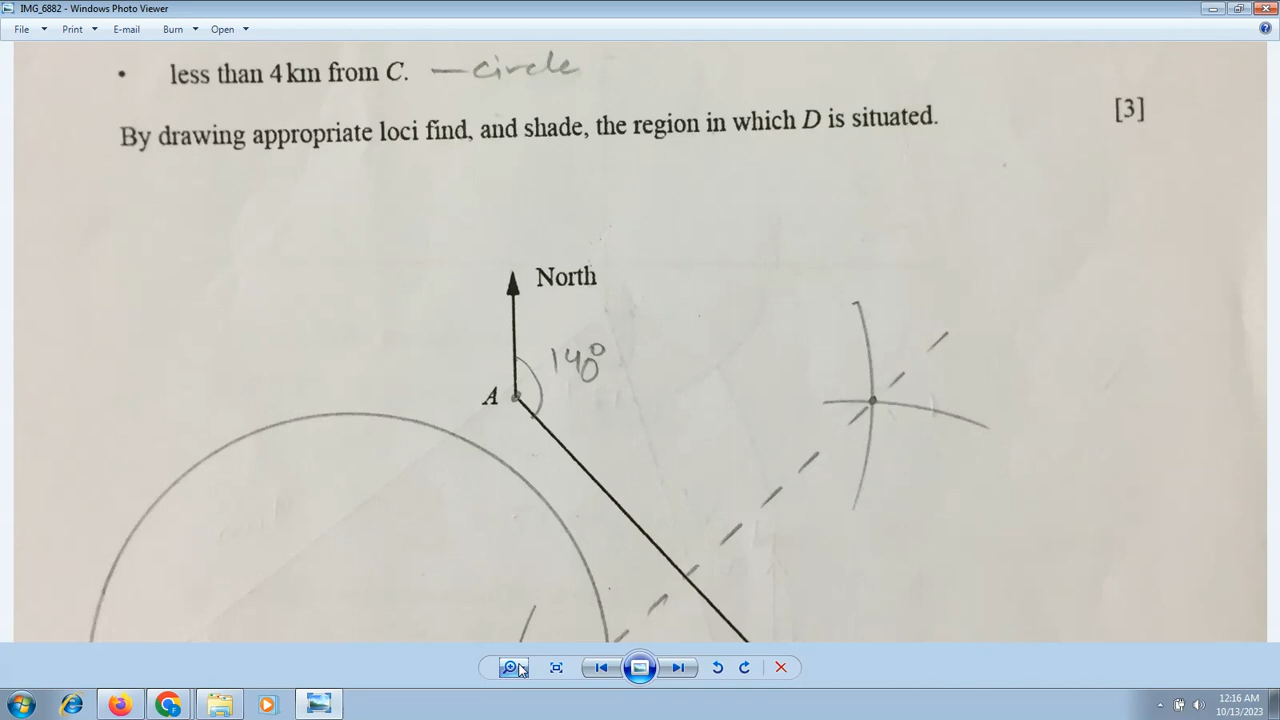 IMG_6882 - Windows Photo Viewer
File Print E-mail Burn Open
less than 4 km from C. — circle
By drawing appropriate loci find, and shade, the region in which D is situated. [3]
North
140°
A
12:16 AM
10/13/2023